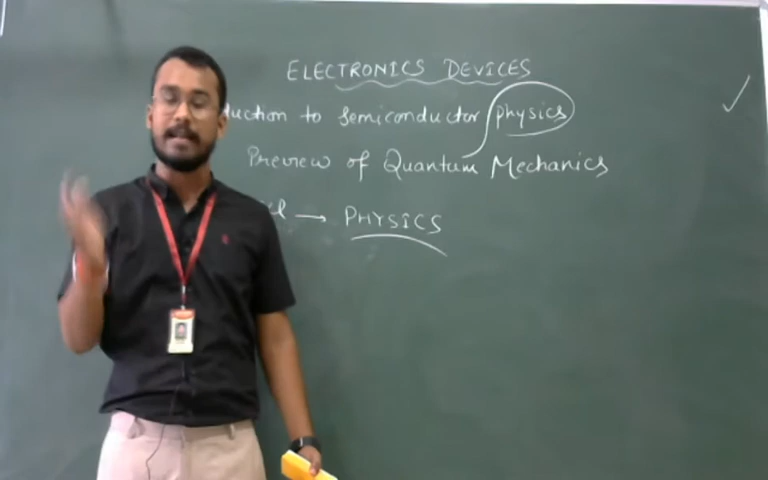 ELECTRONICS DEVICES
duction to semiconductor physics
Preview of Quantum Mechanics
→ PHYSICS